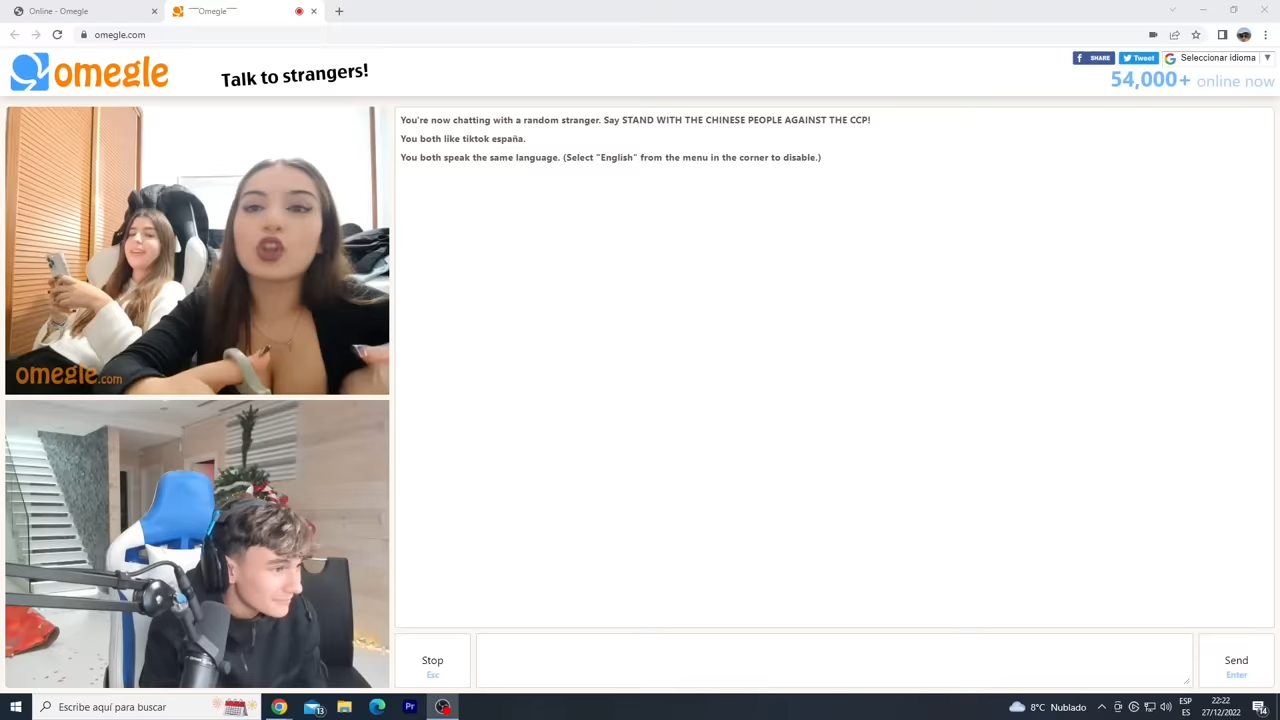 Online - Omegle
Omegle
omegle.com
omegle
Talk to strangers!
SHARE
Tweet
Seleccionar idioma
54,000+ online now
omegle.com
You're now chatting with a random stranger. Say STAND WITH THE CHINESE PEOPLE AGAINST THE CCP!
You both like tiktok españa.
You both speak the same language. (Select "English" from the menu in the corner to disable.)
Stop
Esc
Send
Enter
Escribe aquí para buscar
13
Pr
8°C Nublado
ESP
ES
22:22
27/12/2022
14